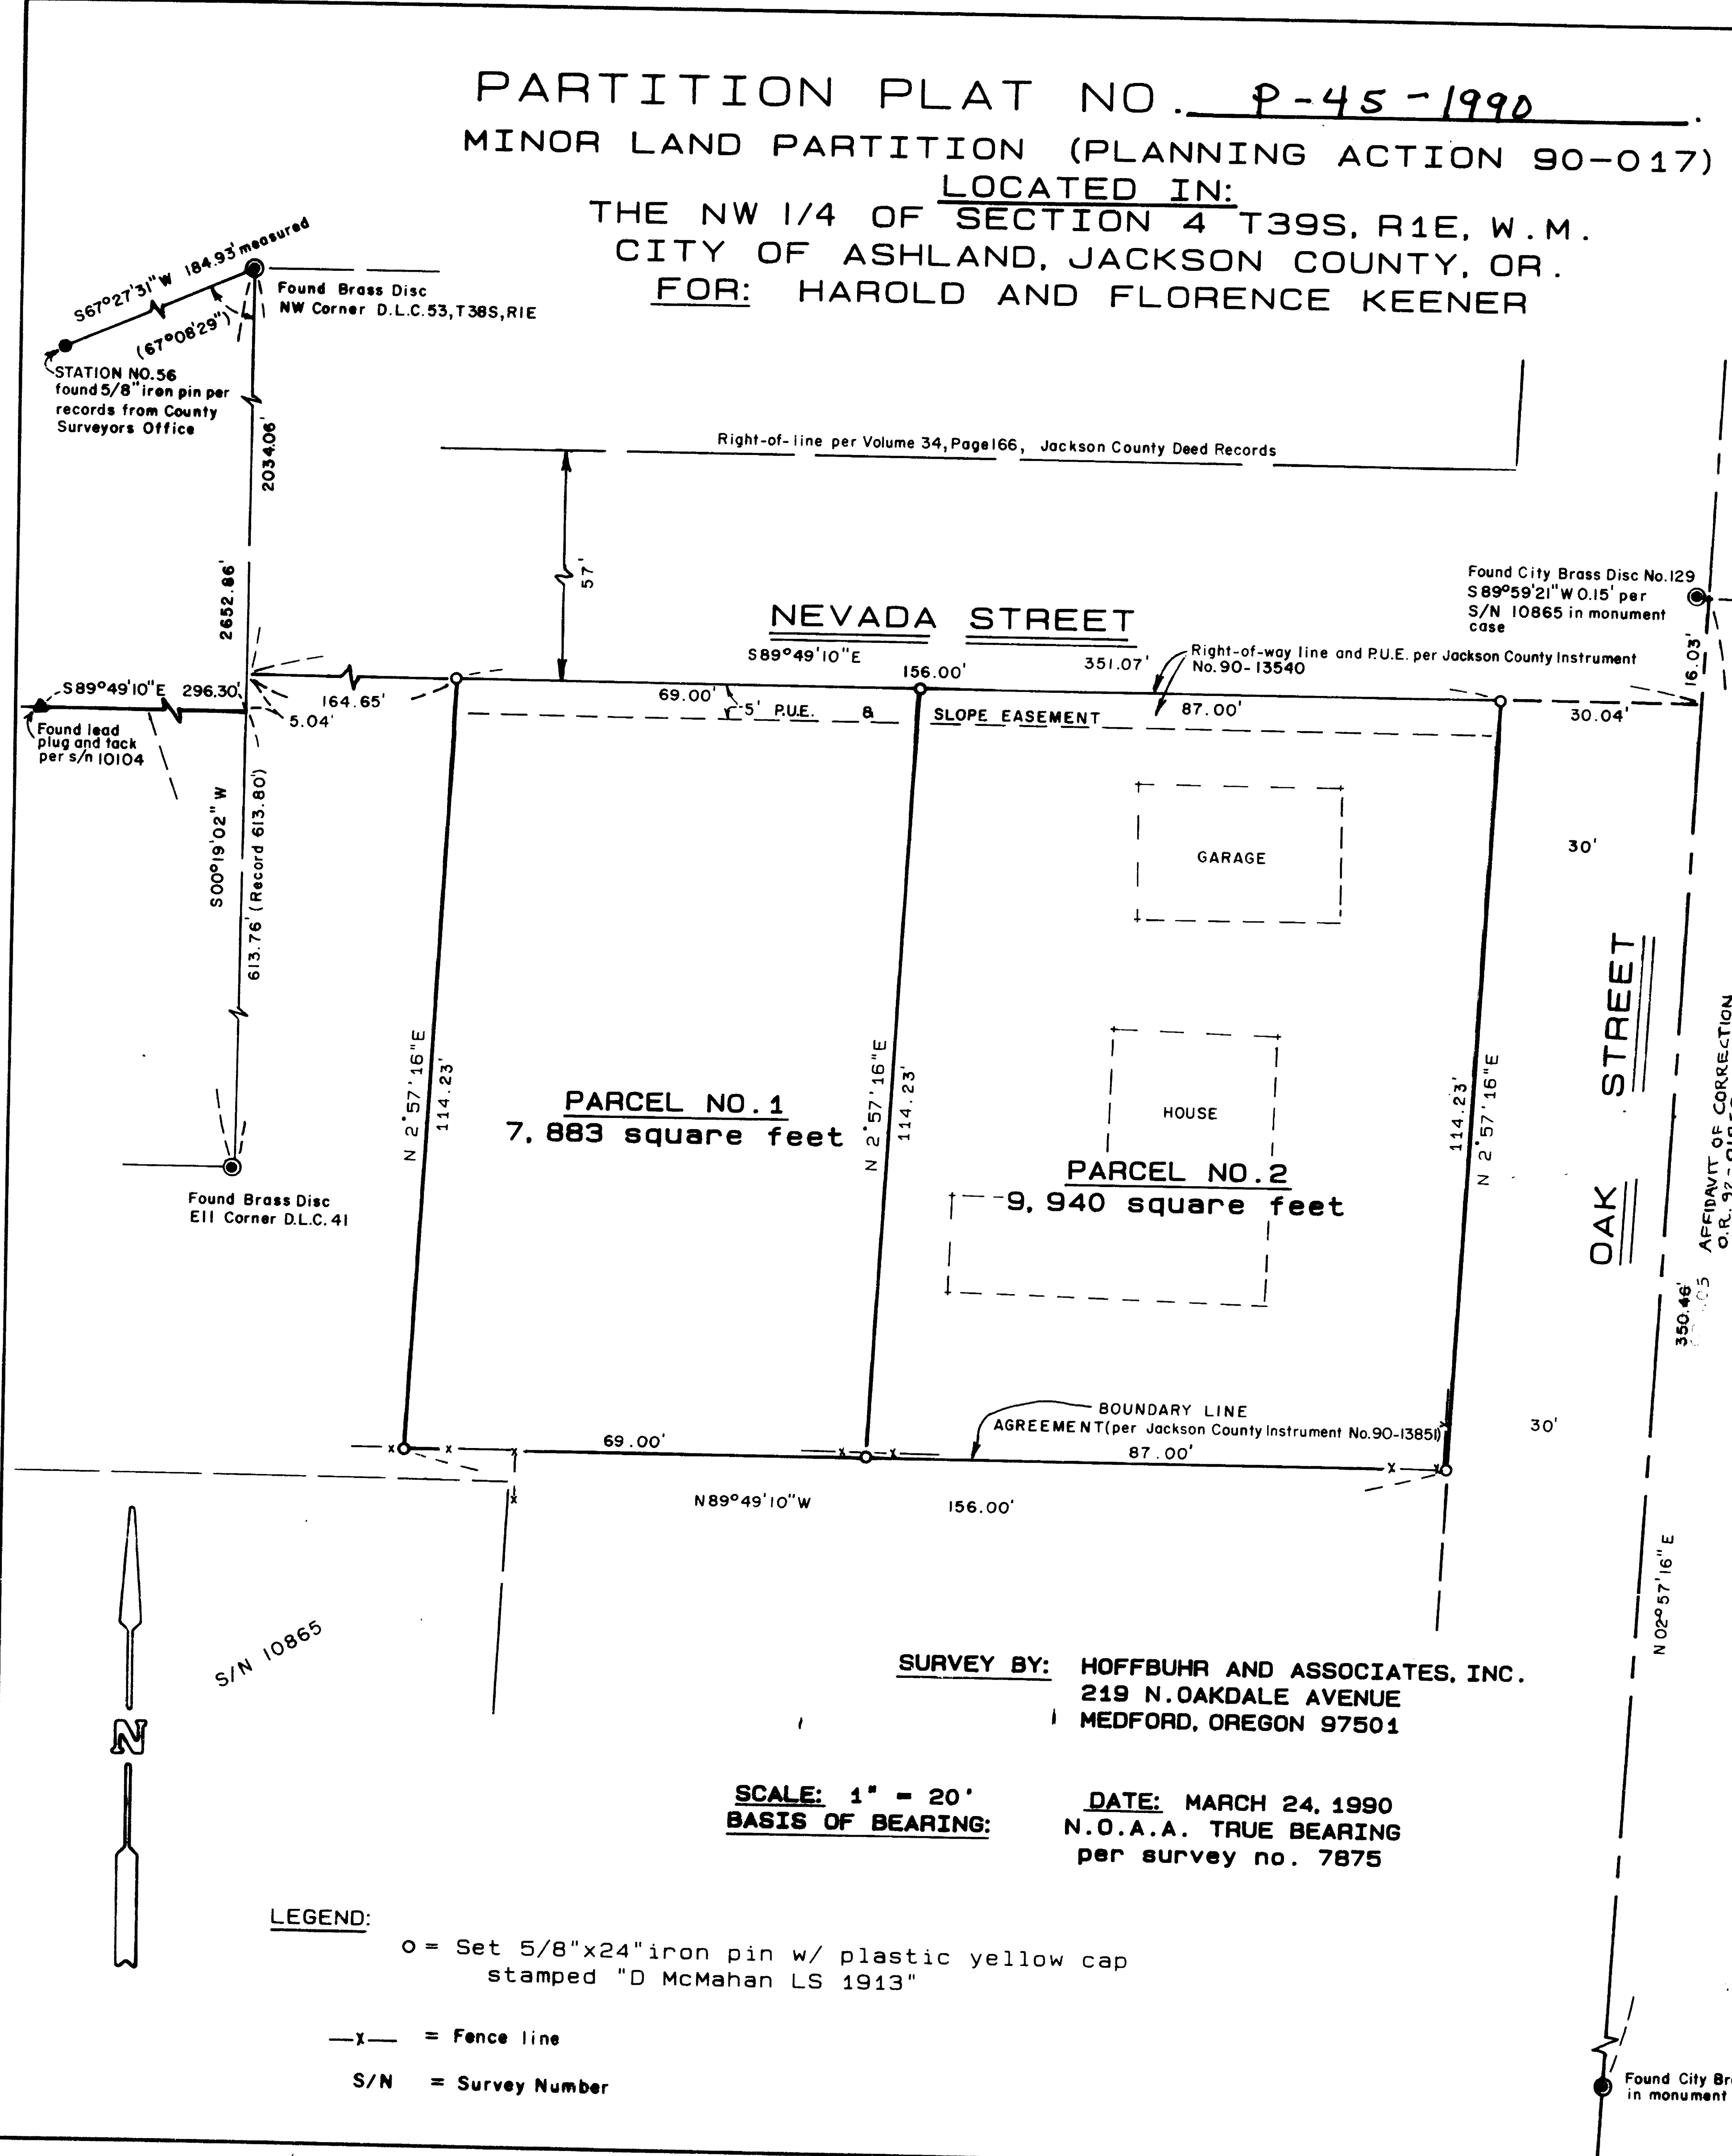 PARTITION PLAT NO. P-45-1990.
MINOR LAND PARTITION (PLANNING ACTION 90-017)
LOCATED IN:
THE NW 1/4 OF SECTION 4 T39S, R1E, W.M.
CITY OF ASHLAND, JACKSON COUNTY, OR.
FOR: HAROLD AND FLORENCE KEENER
S67°27'31"W 184.93' measured
(67°08'29")
Found Brass Disc
NW Corner D.L.C.53,T38S,R1E
STATION NO.56
found 5/8" iron pin per
records from County
Surveyors Office
2034.06'
2652.86'
Right-of-line per Volume 34, Page 166, Jackson County Deed Records
57'
Found City Brass Disc No.129
S89°59'21"W 0.15' per
S/N 10865 in monument
case
16.03'
NEVADA STREET
S89°49'10"E 156.00' 351.07'
Right-of-way line and P.U.E. per Jackson County Instrument
No.90-13540
S89°49'10"E 296.30'
5.04'
164.65'
69.00'
5' P.U.E. & SLOPE EASEMENT
87.00'
30.04'
Found lead
plug and tack
per s/n 10104
S00°19'02"W
613.76' (Record 613.80')
GARAGE
30'
OAK STREET
N 2°57'16"E
114.23'
PARCEL NO.1
7,883 square feet
N 2°57'16"E
114.23'
HOUSE
PARCEL NO.2
9,940 square feet
114.23'
N 2°57'16"E
AFFIDAVIT OF CORRECTION
350.46'
Found Brass Disc
Ell Corner D.L.C. 41
BOUNDARY LINE
AGREEMENT (per Jackson County Instrument No.90-13851)
69.00'
87.00'
30'
N89°49'10"W 156.00'
N02°57'16"E
S/N 10865
N
SURVEY BY: HOFFBUHR AND ASSOCIATES, INC.
219 N.OAKDALE AVENUE
MEDFORD, OREGON 97501
SCALE: 1" = 20' DATE: MARCH 24, 1990
BASIS OF BEARING: N.O.A.A. TRUE BEARING
per survey no. 7875
LEGEND:
o = Set 5/8"x24"iron pin w/ plastic yellow cap
stamped "D McMahan LS 1913"
—x— = Fence line
S/N = Survey Number
Found City
in monument